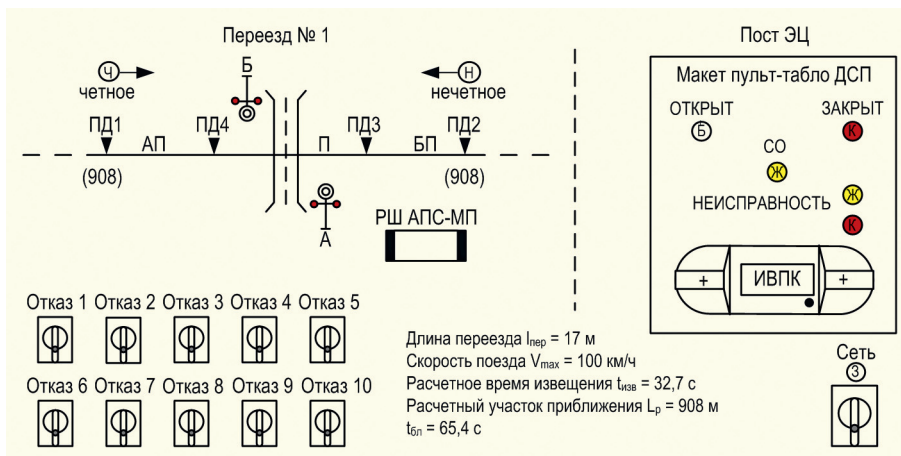 Переезд № 1
Пост ЭЦ
Ч
четное
Б
Н
нечетное
ПД1
АП
ПД4
П
ПД3
БП
ПД2
(908)
(908)
А
РШ АПС-МП
Макет пульт-табло ДСП
ОТКРЫТ
ЗАКРЫТ
Б
К
СО
Ж
НЕИСПРАВНОСТЬ
Ж
К
+ ИВПК +
Отказ 1 Отказ 2 Отказ 3 Отказ 4 Отказ 5
Отказ 6 Отказ 7 Отказ 8 Отказ 9 Отказ 10
Длина переезда lпер = 17 м
Скорость поезда Vmax = 100 км/ч
Расчетное время извещения tизв = 32,7 с
Расчетный участок приближения Lр = 908 м
tбл = 65,4 с
Сеть
З